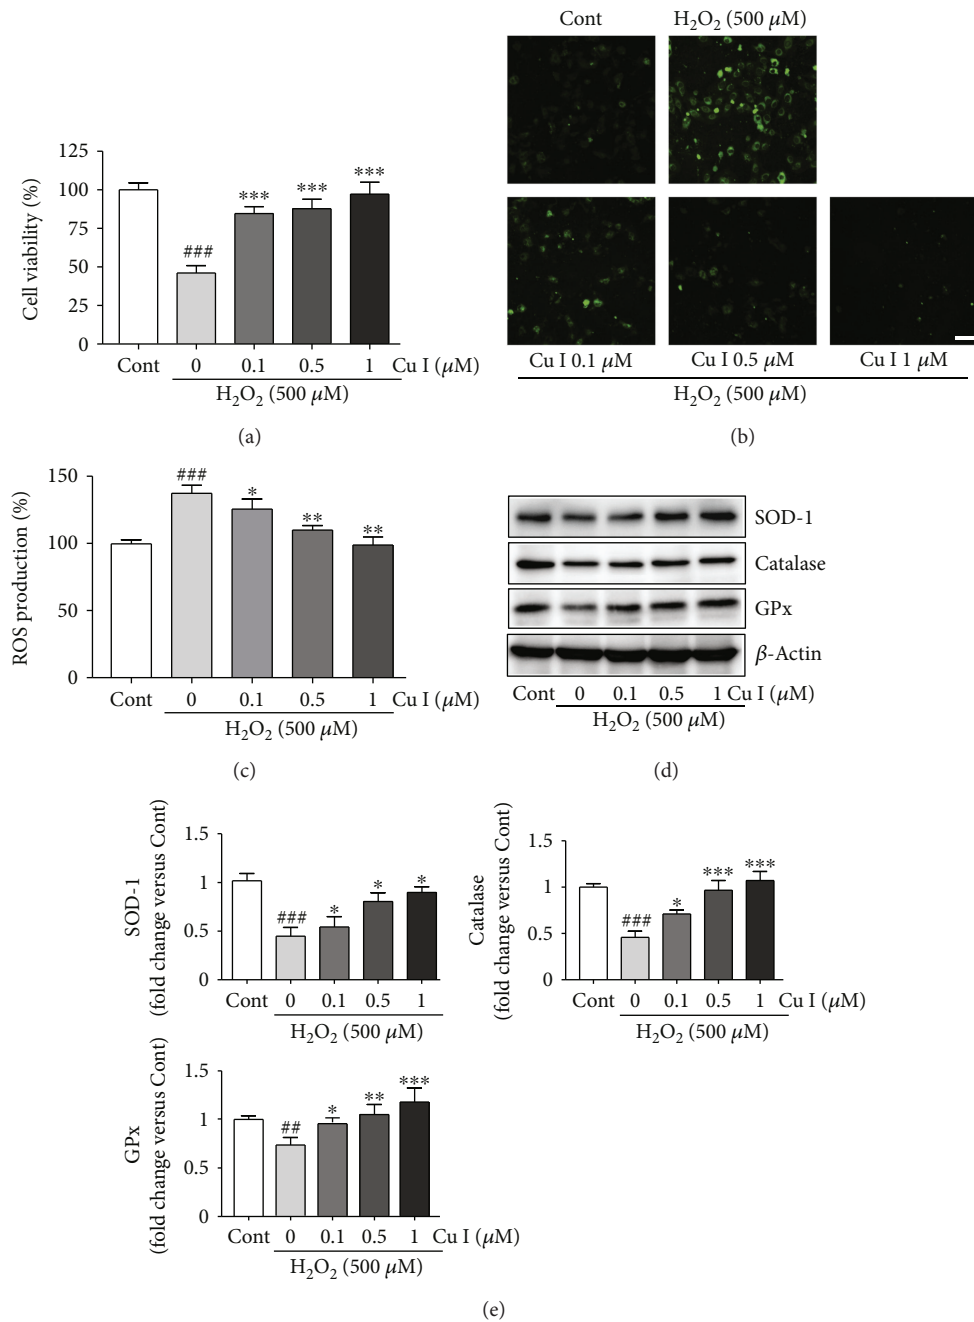 Cell viability (%)
125
100
75
50
25
0
###
***
***
***
Cont
0
0.1
0.5
1
Cu I (μM)
H₂O₂ (500 μM)
(a)
Cont
H₂O₂ (500 μM)
Cu I 0.1 μM
Cu I 0.5 μM
Cu I 1 μM
H₂O₂ (500 μM)
(b)
ROS production (%)
150
100
50
0
###
*
**
**
Cont
0
0.1
0.5
1
Cu I (μM)
H₂O₂ (500 μM)
(c)
SOD-1
Catalase
GPx
β-Actin
Cont
0
0.1
0.5
1
Cu I (μM)
H₂O₂ (500 μM)
(d)
SOD-1
(fold change versus Cont)
1.5
1
0.5
0
###
*
*
*
Cont
0
0.1
0.5
1
Cu I (μM)
H₂O₂ (500 μM)
Catalase
(fold change versus Cont)
1.5
1
0.5
0
###
*
***
***
Cont
0
0.1
0.5
1
Cu I (μM)
H₂O₂ (500 μM)
GPx
(fold change versus Cont)
1.5
1
0.5
0
##
*
**
***
Cont
0
0.1
0.5
1
Cu I (μM)
H₂O₂ (500 μM)
(e)